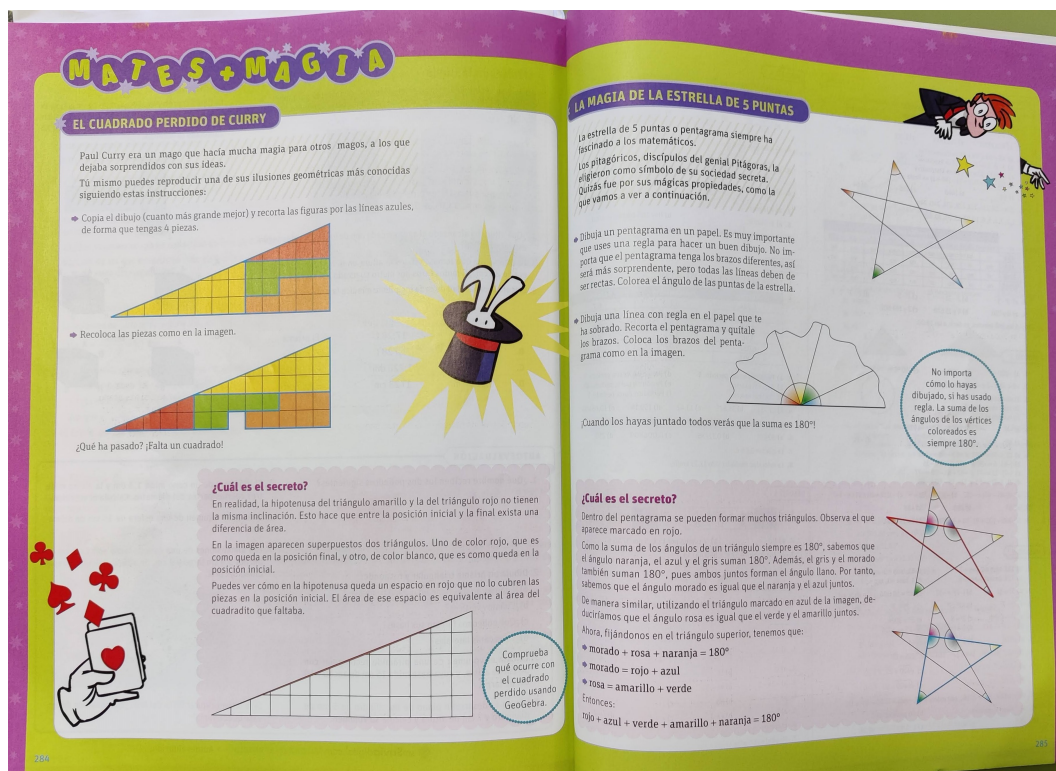 MATES+MAGIA
EL CUADRADO PERDIDO DE CURRY
Paul Curry era un mago que hacía mucha magia para otros magos, a los que
dejaba sorprendidos con sus ideas.
Tú mismo puedes reproducir una de sus ilusiones geométricas más conocidas
siguiendo estas instrucciones:
Copia el dibujo (cuanto más grande mejor) y recorta las figuras por las líneas azules,
de forma que tengas 4 piezas.
Recoloca las piezas como en la imagen.
¿Qué ha pasado? ¡Falta un cuadrado!
¿Cuál es el secreto?
En realidad, la hipotenusa del triángulo amarillo y la del triángulo rojo no tienen
la misma inclinación. Esto hace que entre la posición inicial y la final exista una
diferencia de área.
En la imagen aparecen superpuestos dos triángulos. Uno de color rojo, que es
como queda en la posición final, y otro, de color blanco, que es como queda en la
posición inicial.
Puedes ver cómo en la hipotenusa queda un espacio en rojo que no lo cubren las
piezas en la posición inicial. El área de ese espacio es equivalente al área del
cuadradito que faltaba.
Comprueba
qué ocurre con
el cuadrado
perdido usando
GeoGebra.
284
LA MAGIA DE LA ESTRELLA DE 5 PUNTAS
La estrella de 5 puntas o pentagrama siempre ha
fascinado a los matemáticos.
Los pitagóricos, discípulos del genial Pitágoras, la
eligieron como símbolo de su sociedad secreta.
Quizás fue por sus mágicas propiedades, como la
que vamos a ver a continuación.
Dibuja un pentagrama en un papel. Es muy importante
que uses una regla para hacer un buen dibujo. No im-
porta que el pentagrama tenga los brazos diferentes, así
será más sorprendente, pero todas las líneas deben de
ser rectas. Colorea el ángulo de las puntas de la estrella.
Dibuja una línea con regla en el papel que te
ha sobrado. Recorta el pentagrama y quítale
los brazos. Coloca los brazos del penta-
grama como en la imagen.
¡Cuando los hayas juntado todos verás que la suma es 180°!
No importa
cómo lo hayas
dibujado, si has usado
regla. La suma de los
ángulos de los vértices
coloreados es
siempre 180°.
¿Cuál es el secreto?
Dentro del pentagrama se pueden formar muchos triángulos. Observa el que
aparece marcado en rojo.
Como la suma de los ángulos de un triángulo siempre es 180°, sabemos que
el ángulo naranja, el azul y el gris suman 180°. Además, el gris y el morado
también suman 180°, pues ambos juntos forman el ángulo llano. Por tanto,
sabemos que el ángulo morado es igual que el naranja y el azul juntos.
De manera similar, utilizando el triángulo marcado en azul de la imagen, de-
duciríamos que el ángulo rosa es igual que el verde y el amarillo juntos.
Ahora, fijándonos en el triángulo superior, tenemos que:
morado + rosa + naranja = 180°
morado = rojo + azul
rosa = amarillo + verde
Entonces:
rojo + azul + verde + amarillo + naranja = 180°
285